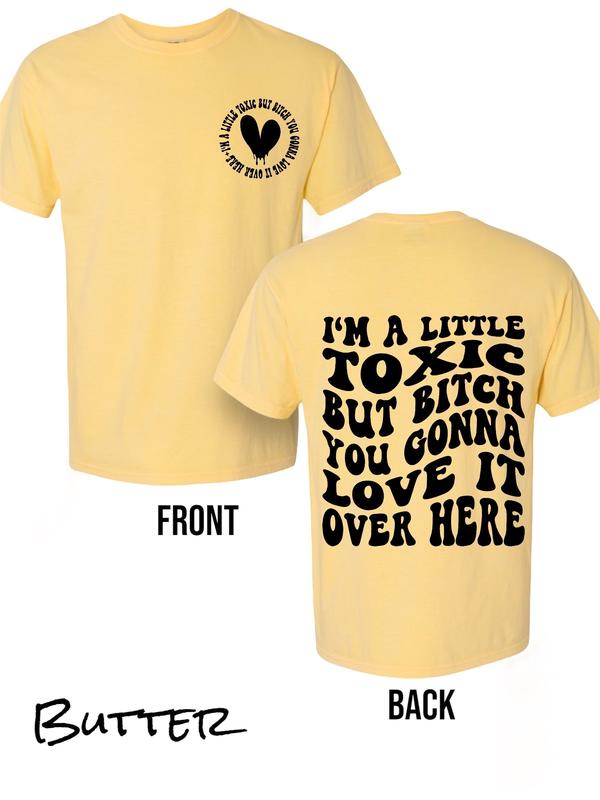 I'M A LITTLE TOXIC BUT BITCH YOU GONNA LOVE IT OVER HERE •
FRONT
I'M A LITTLE
TOXIC
BUT BITCH
YOU GONNA
LOVE IT
OVER HERE
BACK
BUTTER